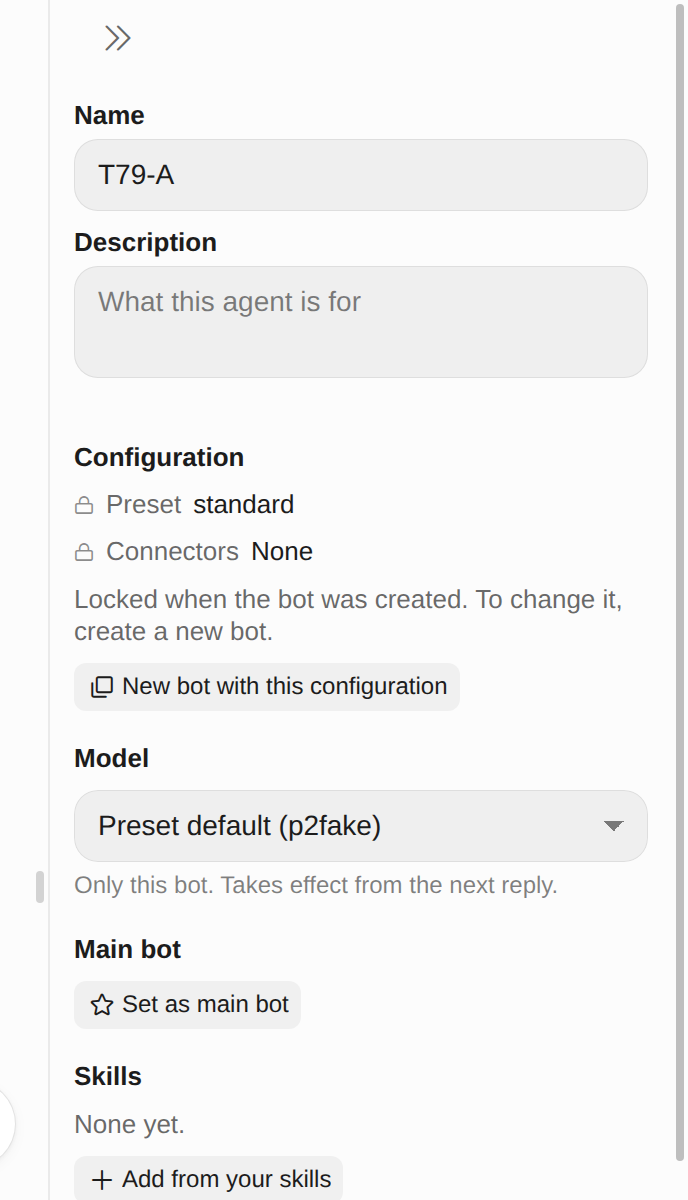 Name
T79-A
Description
What this agent is for
Configuration
Preset standard
Connectors None
Locked when the bot was created. To change it,
create a new bot.
New bot with this configuration
Model
Preset default (p2fake)
Only this bot. Takes effect from the next reply.
Main bot
Set as main bot
Skills
None yet.
Add from your skills